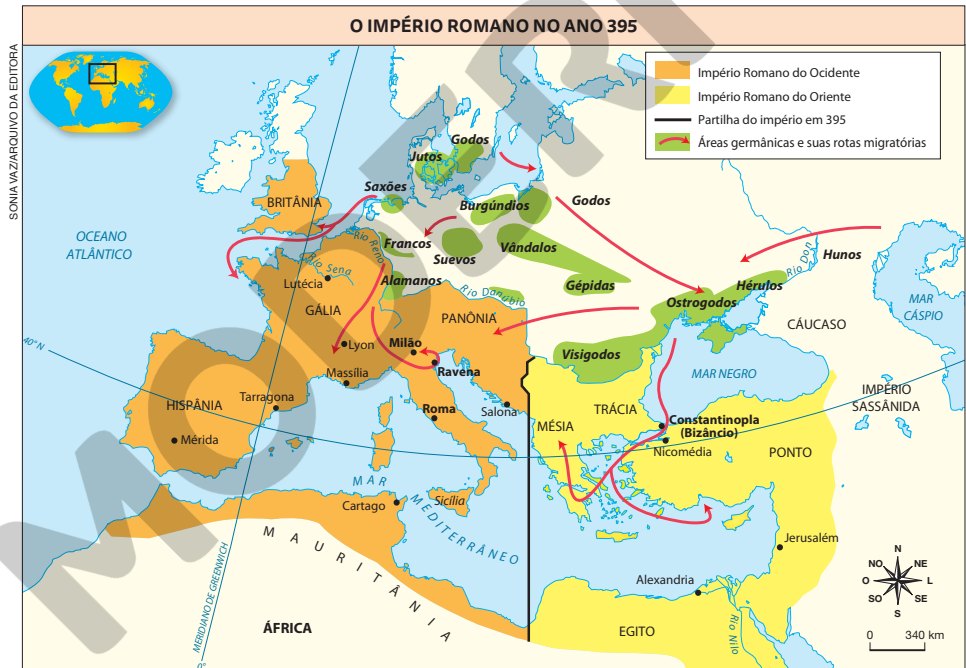 O IMPÉRIO ROMANO NO ANO 395
SONIA VAZ/ARQUIVO DA EDITORA
Império Romano do Ocidente
Império Romano do Oriente
Partilha do império em 395
Áreas germânicas e suas rotas migratórias
Godos
Jutos
Saxões
BRITÂNIA
Burgúndios
Godos
OCEANO
ATLÂNTICO
Rio Reno
Francos
Suevos
Vândalos
Hunos
Rio Don
Rio Sena
Lutécia
Alamanos
Rio Danúbio
Gépidas
Hérulos
Ostrogodos
MAR
CÁSPIO
GÁLIA
PANÔNIA
CÁUCASO
40° N
Lyon
Milão
Visigodos
Ravena
MAR NEGRO
Massília
IMPÉRIO
SASSÂNIDA
HISPÂNIA
Tarragona
Roma
Salona
TRÁCIA
MÉSIA
Constantinopla
(Bizâncio)
Nicomédia
PONTO
Mérida
MAR MEDITERRÂNEO
Sicília
Cartago
Jerusalém
MAURITÂNIA
MERIDIANO DE GREENWICH
Alexandria
ÁFRICA
EGITO
Rio Nilo
0°
N
NO
NE
O
L
SO
SE
S
0 340 km
MODERN